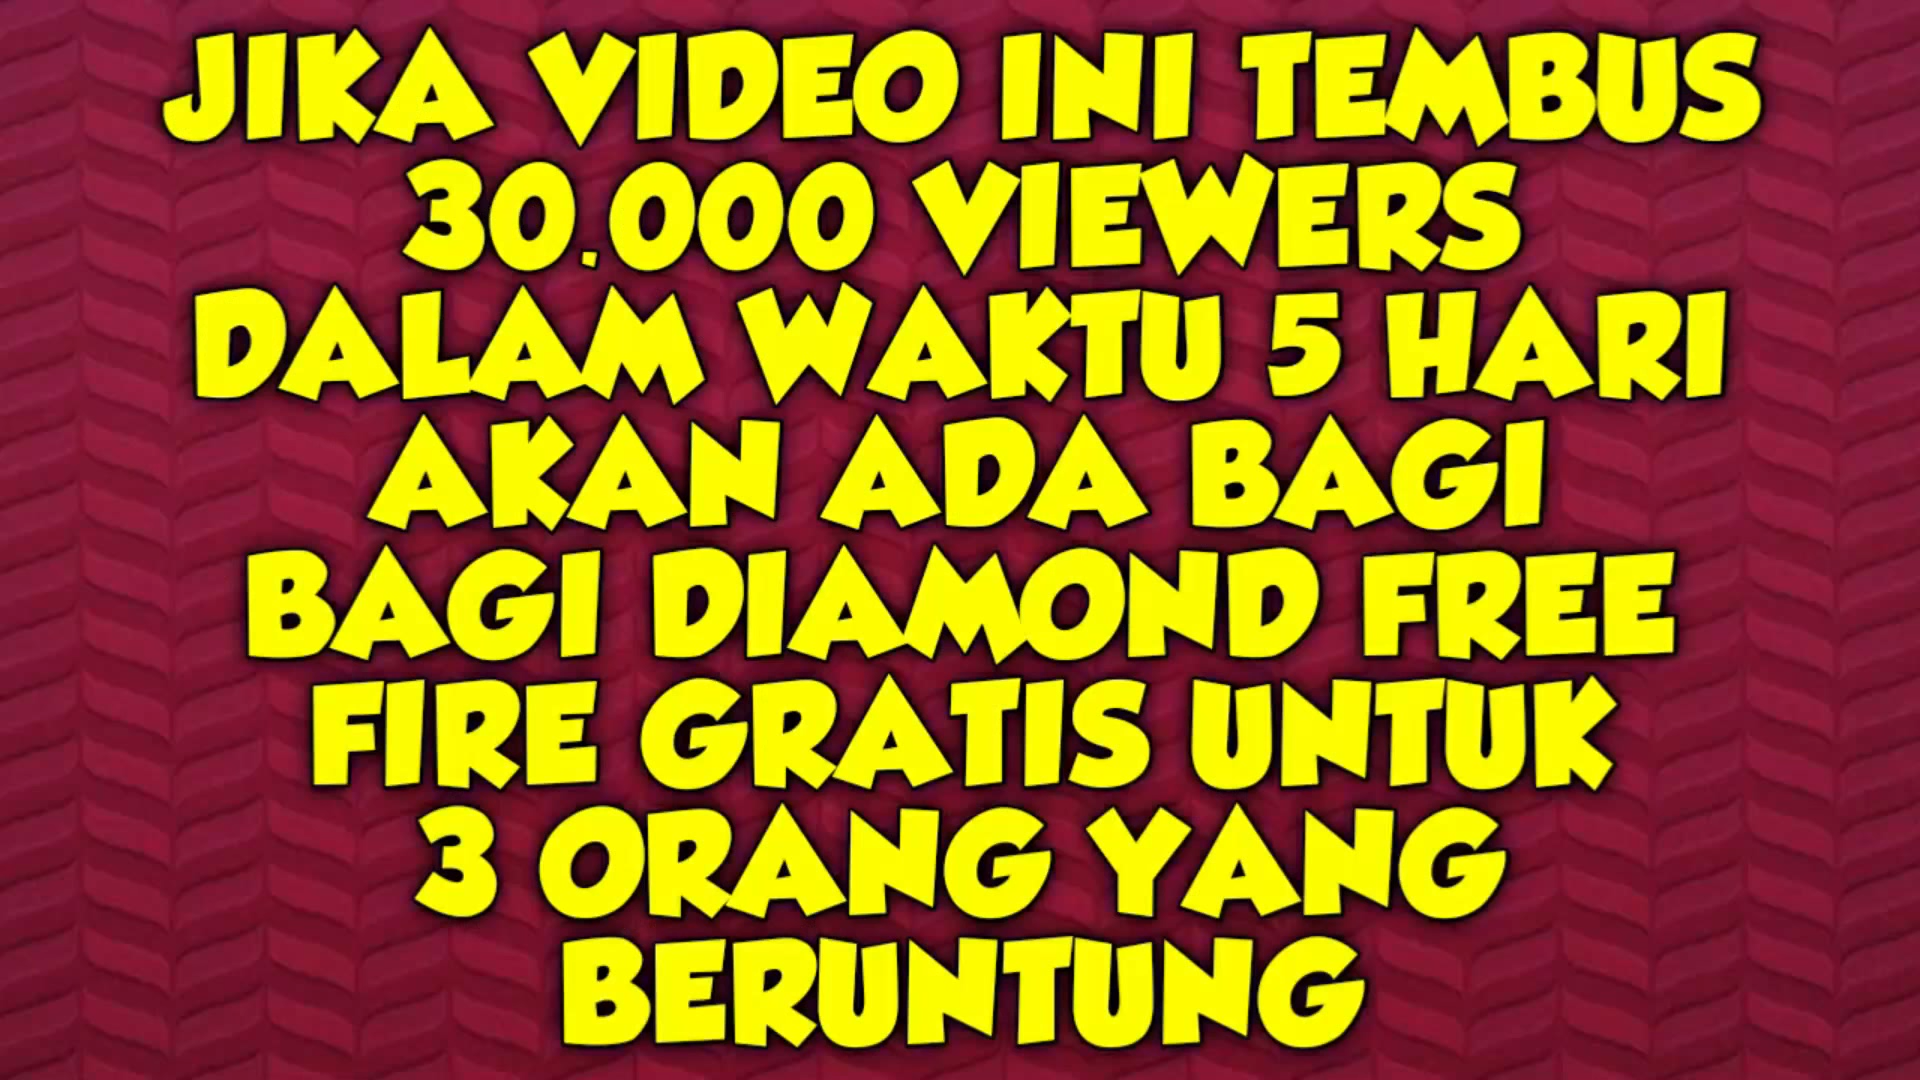 JIKA VIDEO INI TEMBUS
30.000 VIEWERS
DALAM WAKTU 5 HARI
AKAN ADA BAGI
BAGI DIAMOND FREE
FIRE GRATIS UNTUK
3 ORANG YANG
BERUNTUNG